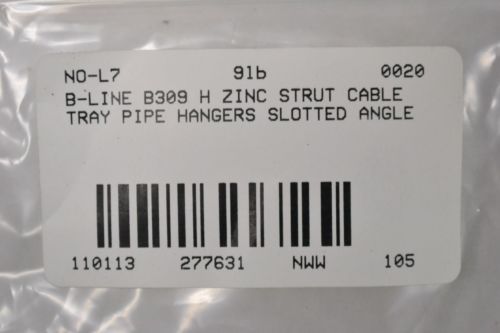 NO-L7 91b 0020
B-LINE B309 H ZINC STRUT CABLE
TRAY PIPE HANGERS SLOTTED ANGLE
110113 277631 NWW 105